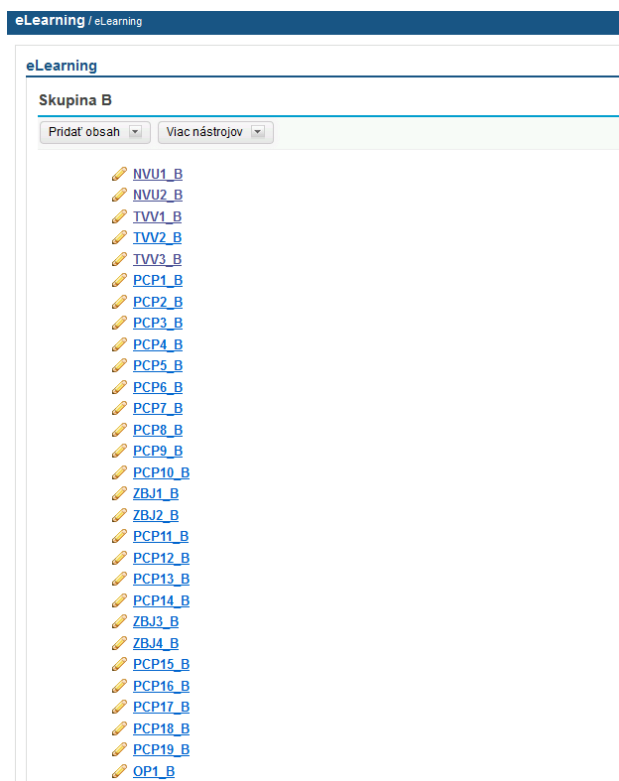 eLearning / eLearning
eLearning
Skupina B
Pridať obsah Viac nástrojov
NVU1_B
NVU2_B
TVV1_B
TVV2_B
TVV3_B
PCP1_B
PCP2_B
PCP3_B
PCP4_B
PCP5_B
PCP6_B
PCP7_B
PCP8_B
PCP9_B
PCP10_B
ZBJ1_B
ZBJ2_B
PCP11_B
PCP12_B
PCP13_B
PCP14_B
ZBJ3_B
ZBJ4_B
PCP15_B
PCP16_B
PCP17_B
PCP18_B
PCP19_B
OP1_B